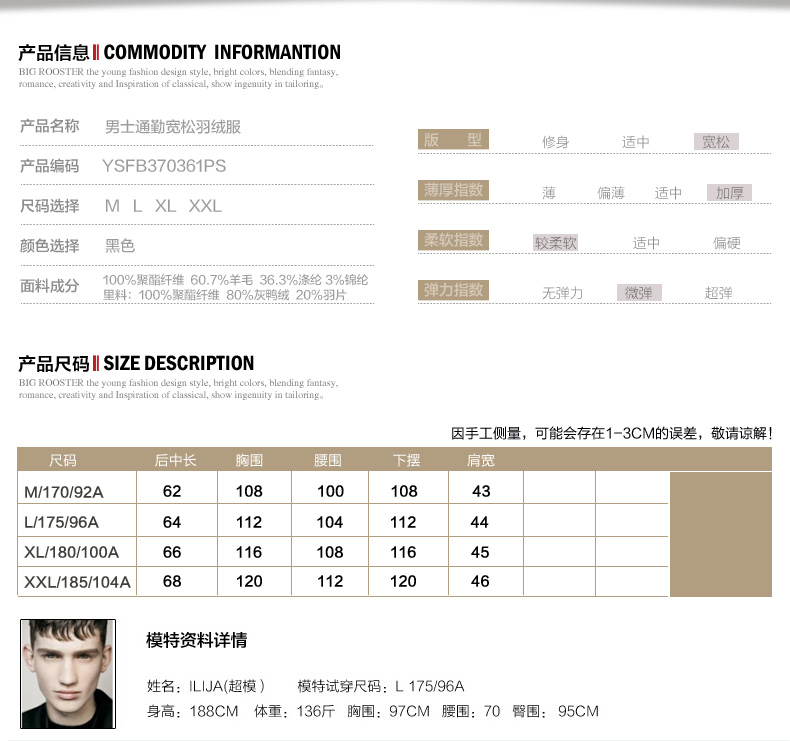 产品信息 COMMODITY INFORMANTION
BIG ROOSTER the young fashion design style, bright colors, blending fantasy,
romance, creativity and Inspiration of classical, show ingenuity in tailoring。
产品名称 男士通勤宽松羽绒服
产品编码 YSFB370361PS
尺码选择 M L XL XXL
颜色选择 黑色
面料成分 100%聚酯纤维 60.7%羊毛 36.3%涤纶 3%锦纶
里料：100%聚酯纤维 80%灰鸭绒 20%羽片
版 型 修身 适中 宽松
薄厚指数 薄 偏薄 适中 加厚
柔软指数 较柔软 适中 偏硬
弹力指数 无弹力 微弹 超弹
产品尺码 SIZE DESCRIPTION
BIG ROOSTER the young fashion design style, bright colors, blending fantasy,
romance, creativity and Inspiration of classical, show ingenuity in tailoring。
因手工侧量，可能会存在1-3CM的误差，敬请谅解！
尺码 后中长 胸围 腰围 下摆 肩宽
M/170/92A 62 108 100 108 43
L/175/96A 64 112 104 112 44
XL/180/100A 66 116 108 116 45
XXL/185/104A 68 120 112 120 46
模特资料详情
姓名：ILIJA(超模 ) 模特试穿尺码：L 175/96A
身高：188CM 体重：136斤 胸围：97CM 腰围：70 臀围： 95CM